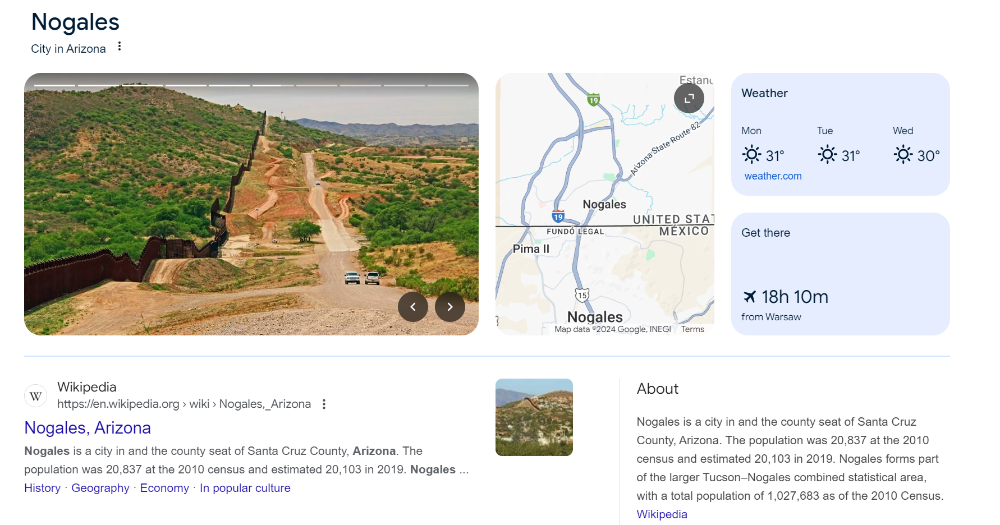 Nogales
City in Arizona
19
Estanc
Arizona State Route 82
Nogales
19
UNITED STAT
FUNDÓ LEGAL
MÉXICO
Pima II
15
Nogales
Map data ©2024 Google, INEGI Terms
Weather
Mon Tue Wed
31° 31° 30°
weather.com
Get there
18h 10m
from Warsaw
W
Wikipedia
https://en.wikipedia.org › wiki › Nogales,_Arizona
Nogales, Arizona
Nogales is a city in and the county seat of Santa Cruz County, Arizona. The
population was 20,837 at the 2010 census and estimated 20,103 in 2019. Nogales ...
History · Geography · Economy · In popular culture
About
Nogales is a city in and the county seat of Santa Cruz
County, Arizona. The population was 20,837 at the 2010
census and estimated 20,103 in 2019. Nogales forms part
of the larger Tucson–Nogales combined statistical area,
with a total population of 1,027,683 as of the 2010 Census.
Wikipedia